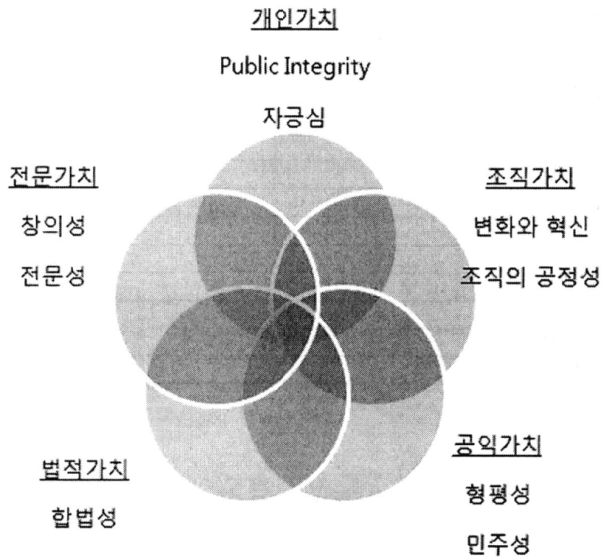 개인가치
Public Integrity
자긍심
전문가치
창의성
전문성
조직가치
변화와 혁신
조직의 공정성
법적가치
합법성
공익가치
형평성
민주성